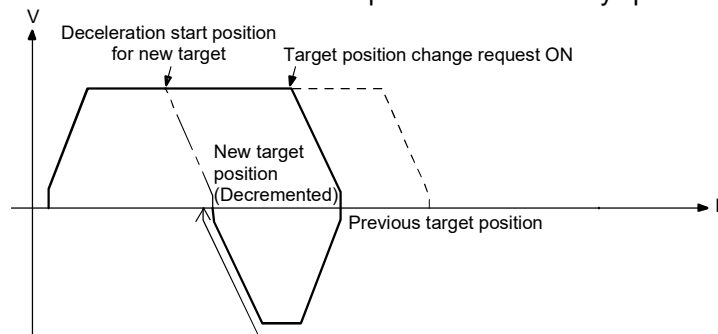 V
Deceleration start position
for new target
Target position change request ON
New target
position
(Decremented)
Previous target position